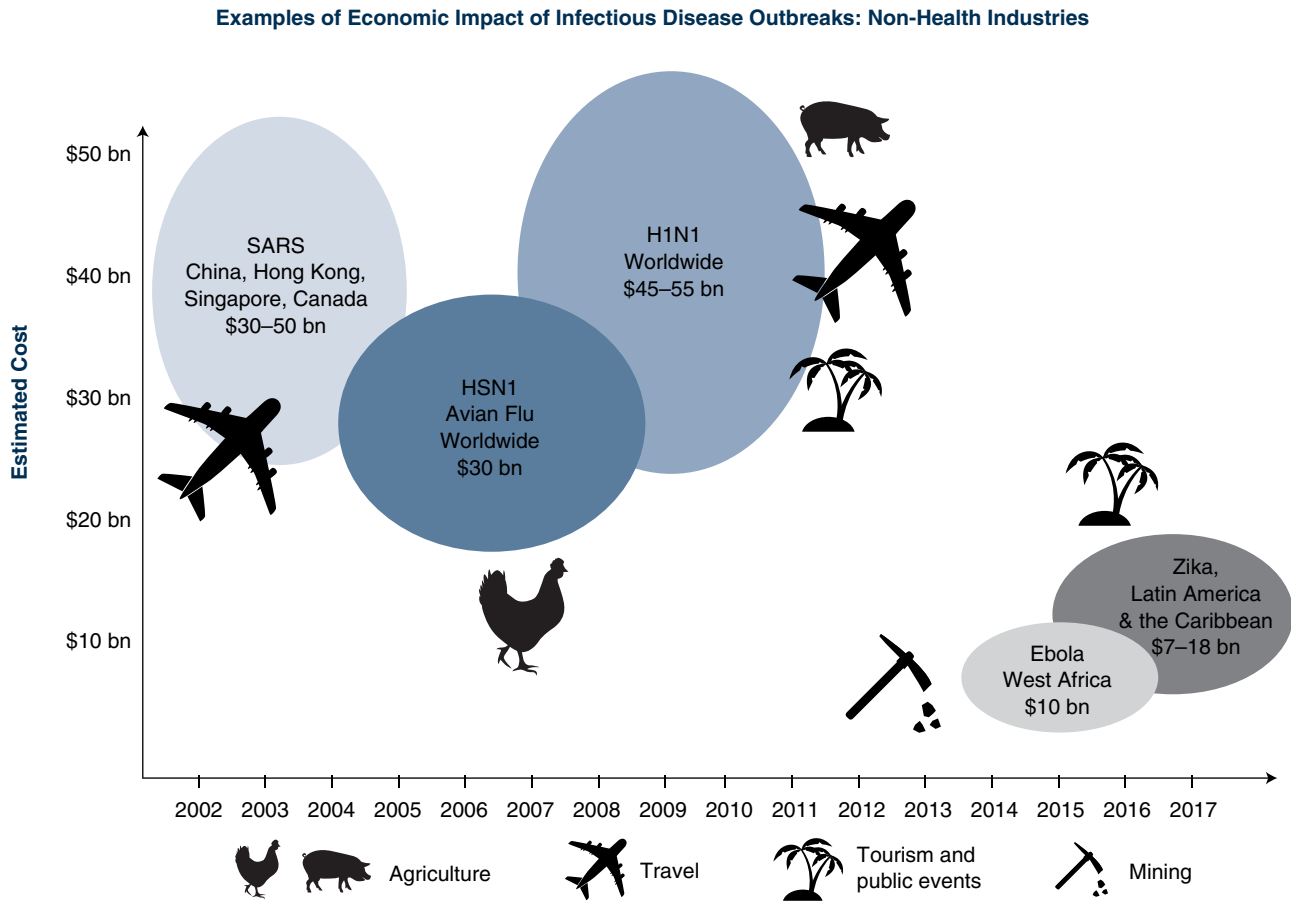 Examples of Economic Impact of Infectious Disease Outbreaks: Non-Health Industries
Estimated Cost
$50 bn
$40 bn
$30 bn
$20 bn
$10 bn
SARS
China, Hong Kong,
Singapore, Canada
$30–50 bn
HSN1
Avian Flu
Worldwide
$30 bn
H1N1
Worldwide
$45–55 bn
Ebola
West Africa
$10 bn
Zika,
Latin America
& the Caribbean
$7–18 bn
2002 2003 2004 2005 2006 2007 2008 2009 2010 2011 2012 2013 2014 2015 2016 2017
Agriculture
Travel
Tourism and
public events
Mining